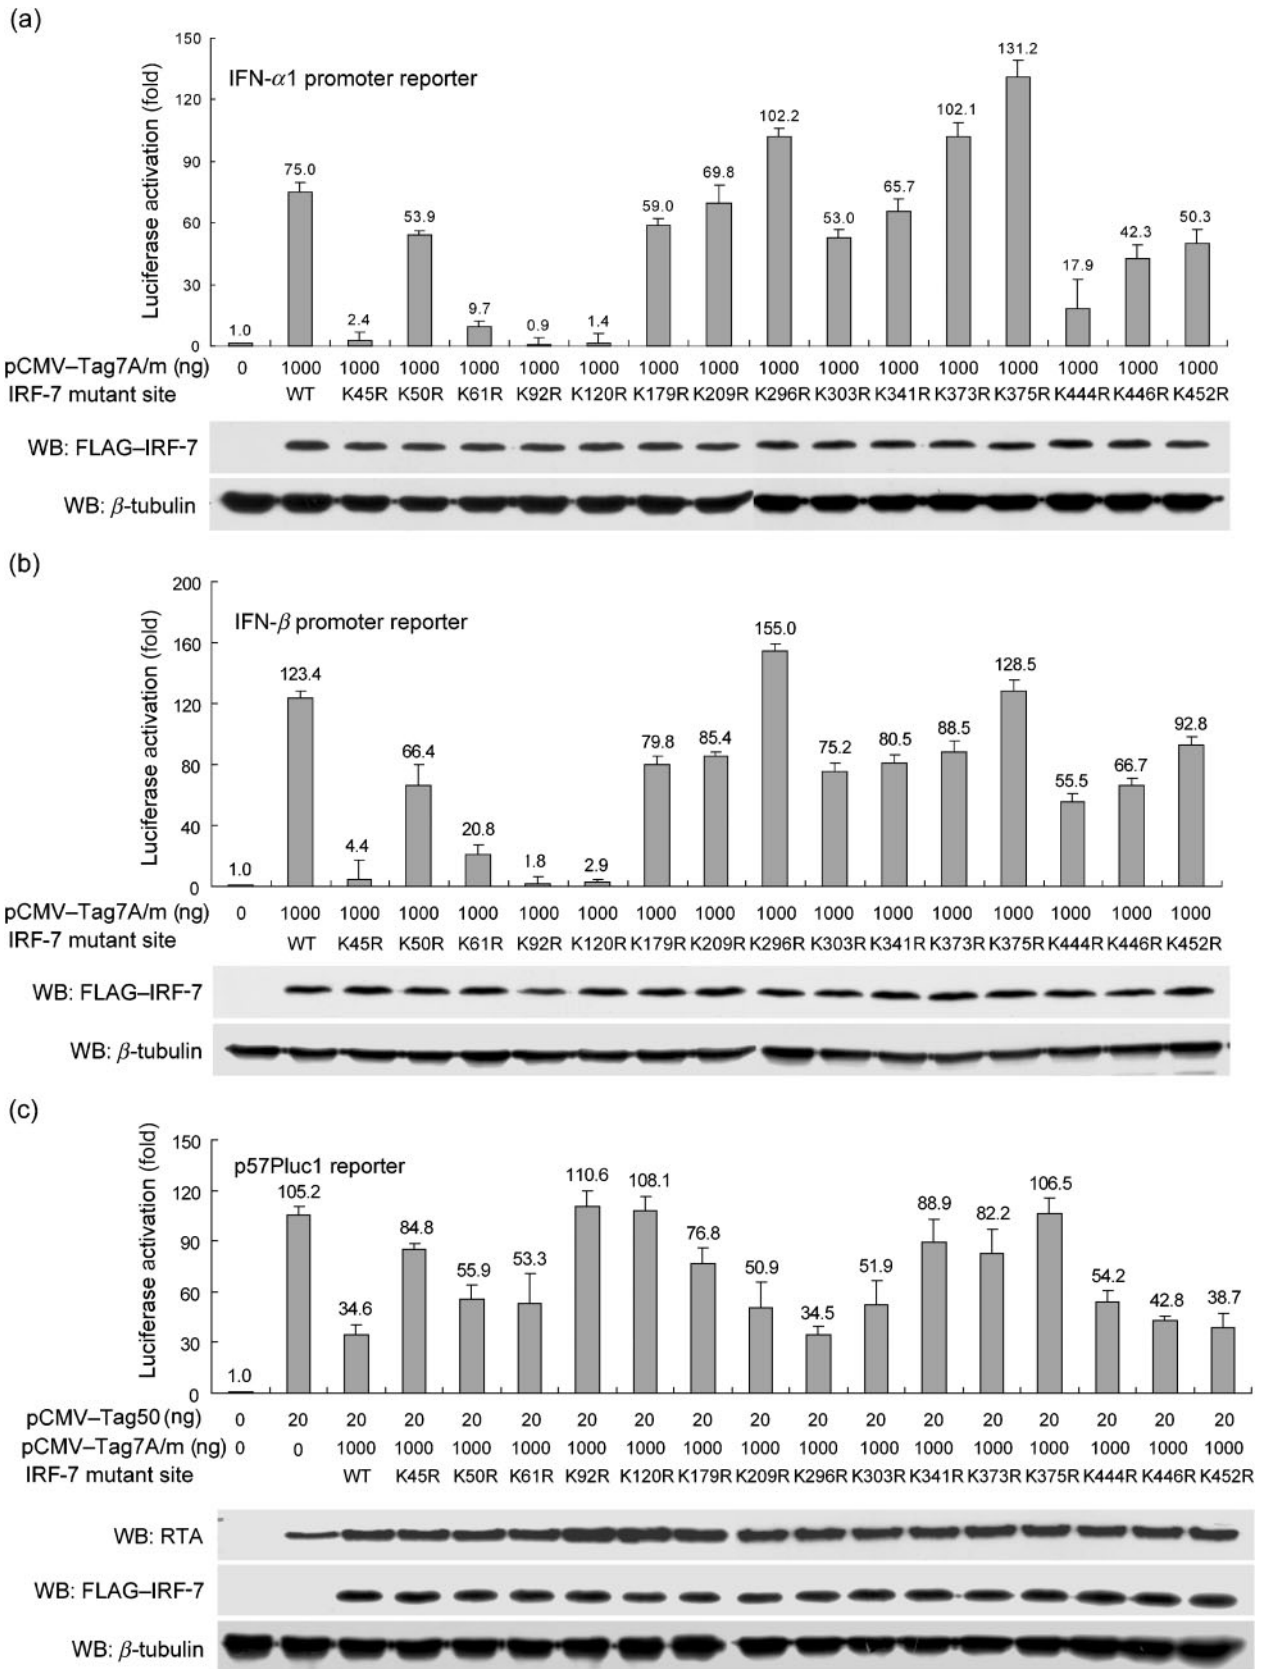 (a)
150
120
90
60
30
0
Luciferase activation (fold)
IFN-α1 promoter reporter
1.0 75.0 2.4 53.9 9.7 0.9 1.4 59.0 69.8 102.2 53.0 65.7 102.1 131.2 17.9 42.3 50.3
pCMV–Tag7A/m (ng) 0 1000 1000 1000 1000 1000 1000 1000 1000 1000 1000 1000 1000 1000 1000 1000 1000
IRF-7 mutant site WT K45R K50R K61R K92R K120R K179R K209R K296R K303R K341R K373R K375R K444R K446R K452R
WB: FLAG–IRF-7
WB: β-tubulin
(b)
200
160
120
80
40
0
Luciferase activation (fold)
IFN-β promoter reporter
1.0 123.4 4.4 66.4 20.8 1.8 2.9 79.8 85.4 155.0 75.2 80.5 88.5 128.5 55.5 66.7 92.8
pCMV–Tag7A/m (ng) 0 1000 1000 1000 1000 1000 1000 1000 1000 1000 1000 1000 1000 1000 1000 1000 1000
IRF-7 mutant site WT K45R K50R K61R K92R K120R K179R K209R K296R K303R K341R K373R K375R K444R K446R K452R
WB: FLAG–IRF-7
WB: β-tubulin
(c)
150
120
90
60
30
0
Luciferase activation (fold)
p57Pluc1 reporter
1.0 105.2 34.6 84.8 55.9 53.3 110.6 108.1 76.8 50.9 34.5 51.9 88.9 82.2 106.5 54.2 42.8 38.7
pCMV–Tag50 (ng) 0 20 20 20 20 20 20 20 20 20 20 20 20 20 20 20 20 20
pCMV–Tag7A/m (ng) 0 0 1000 1000 1000 1000 1000 1000 1000 1000 1000 1000 1000 1000 1000 1000 1000 1000
IRF-7 mutant site WT K45R K50R K61R K92R K120R K179R K209R K296R K303R K341R K373R K375R K444R K446R K452R
WB: RTA
WB: FLAG–IRF-7
WB: β-tubulin